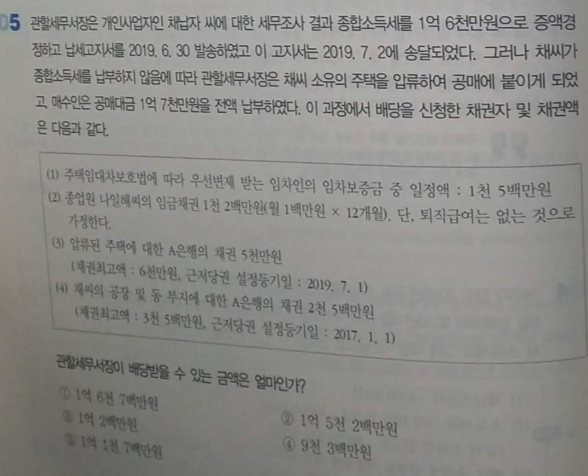 05 관할세무서장은 개인사업자인 채납자 씨에 대한 세무조사 결과 종합소득세를 1억 6천만원으로 증액경
정하고 납세고지서를 2019. 6. 30 발송하였고 이 고지서는 2019. 7. 2에 송달되었다. 그러나 채씨가
종합소득세를 납부하지 않음에 따라 관할세무서장은 채씨 소유의 주택을 압류하여 공매에 붙이게 되었
고, 매수인은 공매대금 1억 7천만원을 전액 납부하였다. 이 과정에서 배당을 신청한 채권자 및 채권액
은 다음과 같다.
(1) 주택임대차보호법에 따라 우선변제 받는 임차인의 임차보증금 중 일정액 : 1천 5백만원
(2) 종업원 나일해씨의 임금채권 1천 2백만원(월 1백만원 × 12개월). 단, 퇴직급여는 없는 것으로
가정한다.
(3) 압류된 주택에 대한 A은행의 채권 5천만원
(채권최고액 : 6천만원, 근저당권 설정등기일 : 2019. 7. 1)
(4) 채씨의 공장 및 동 부지에 대한 A은행의 채권 2천 5백만원
(채권최고액 : 3천 5백만원, 근저당권 설정등기일 : 2017. 1. 1)
관할세무서장이 배당받을 수 있는 금액은 얼마인가?
① 1억 6천 7백만원
② 1억 5천 2백만원
③ 1억 2백만원
④ 9천 3백만원
⑤ 1억 1천 7백만원